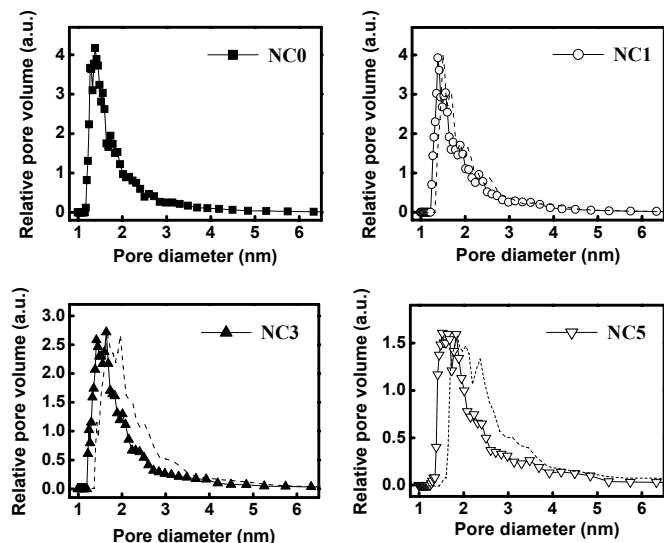 NC0
Relative pore volume (a.u.)
4
3
2
1
0
1 2 3 4 5 6
Pore diameter (nm)
NC1
Relative pore volume (a.u.)
4
3
2
1
0
1 2 3 4 5 6
Pore diameter (nm)
NC3
Relative pore volume (a.u.)
3.0
2.5
2.0
1.5
1.0
0.5
0.0
1 2 3 4 5 6
Pore diameter (nm)
NC5
Relative pore volume (a.u.)
1.5
1.0
0.5
0.0
1 2 3 4 5 6
Pore diameter (nm)